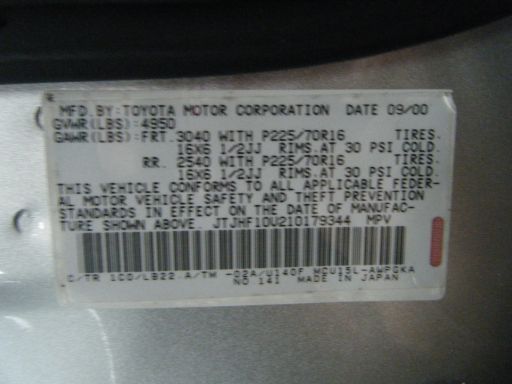 MFD. BY: TOYOTA MOTOR CORPORATION DATE 09/00
GVWR(LBS):4950
GAWR(LBS):FRT. 3040 WITH P225/70R16 TIRES.
16X6 1/2JJ RIMS.AT 30 PSI COLD.
RR. 2540 WITH P225/70R16 TIRES.
16X6 1/2JJ RIMS.AT 30 PSI COLD.
THIS VEHICLE CONFORMS TO ALL APPLICABLE FEDER-
AL MOTOR VEHICLE SAFETY AND THEFT PREVENTION
STANDARDS IN EFFECT ON THE DATE OF MANUFAC-
TURE SHOWN ABOVE. JTJHF10U210179344 MPV
C/TR 1C0/LB22 A/TM -02A/U140F MCU15L-AWPGKA
NO 141 MADE IN JAPAN